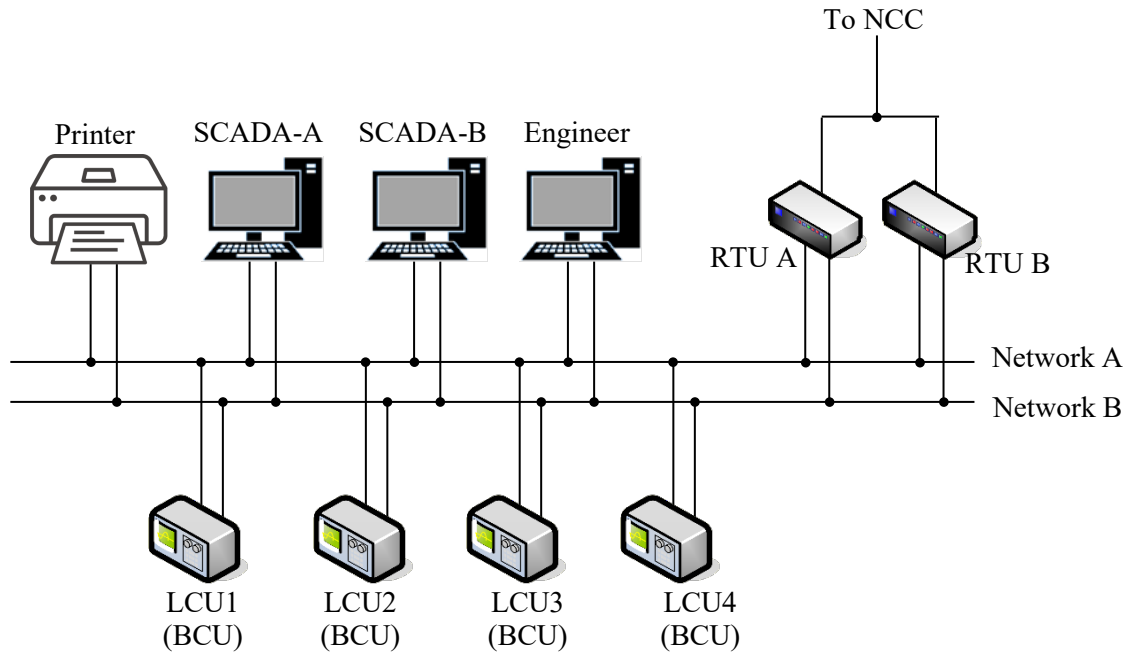 To NCC
Printer
SCADA-A
SCADA-B
Engineer
RTU A
RTU B
Network A
Network B
LCU1
(BCU)
LCU2
(BCU)
LCU3
(BCU)
LCU4
(BCU)